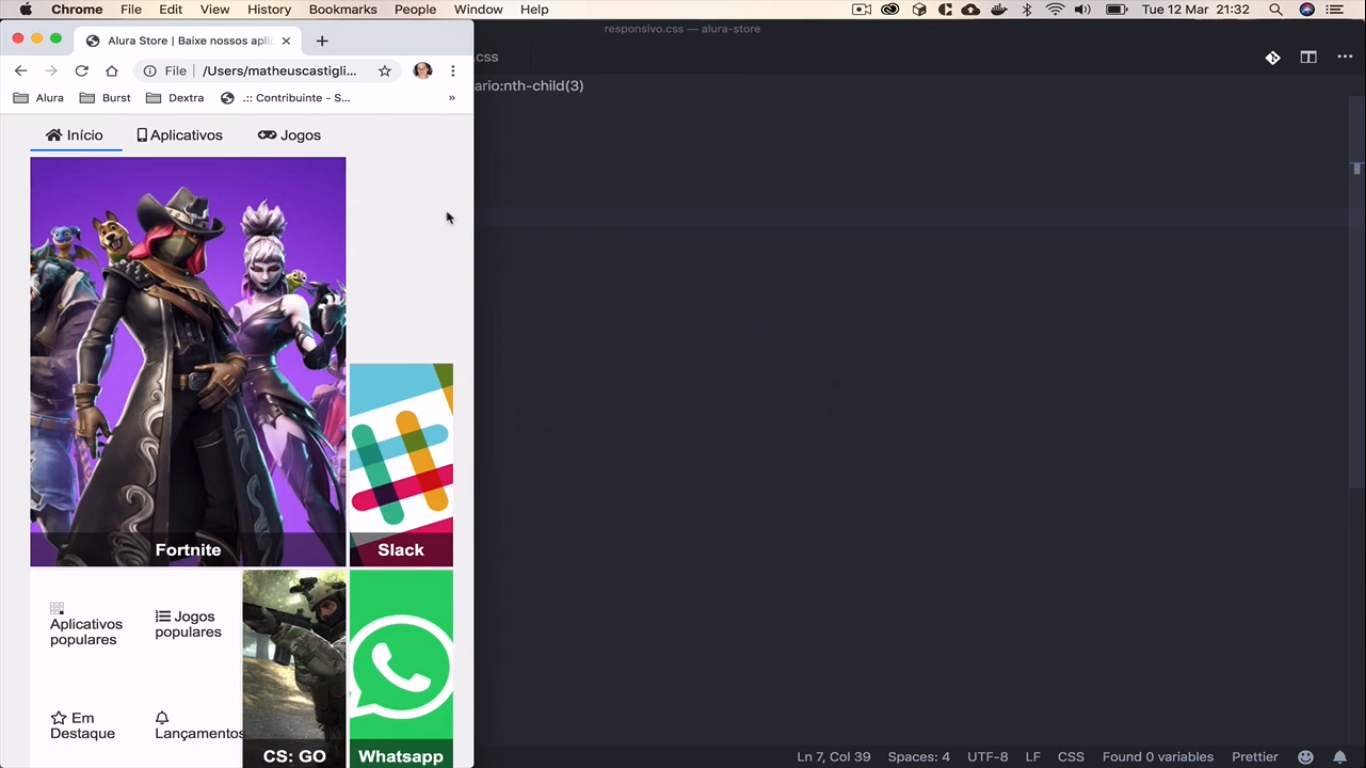 Chrome File Edit View History Bookmarks People Window Help Tue 12 Mar 21:32
responsivo.css — alura-store
Alura Store | Baixe nossos apli
.css
File /Users/matheuscastigli...
ario:nth-child(3)
Alura Burst Dextra .:: Contribuinte - S... »
Início Aplicativos Jogos
Fortnite
Slack
Aplicativos
populares
Jogos
populares
Em
Destaque
Lançamentos
CS: GO
Whatsapp
Ln 7, Col 39 Spaces: 4 UTF-8 LF CSS Found 0 variables Prettier